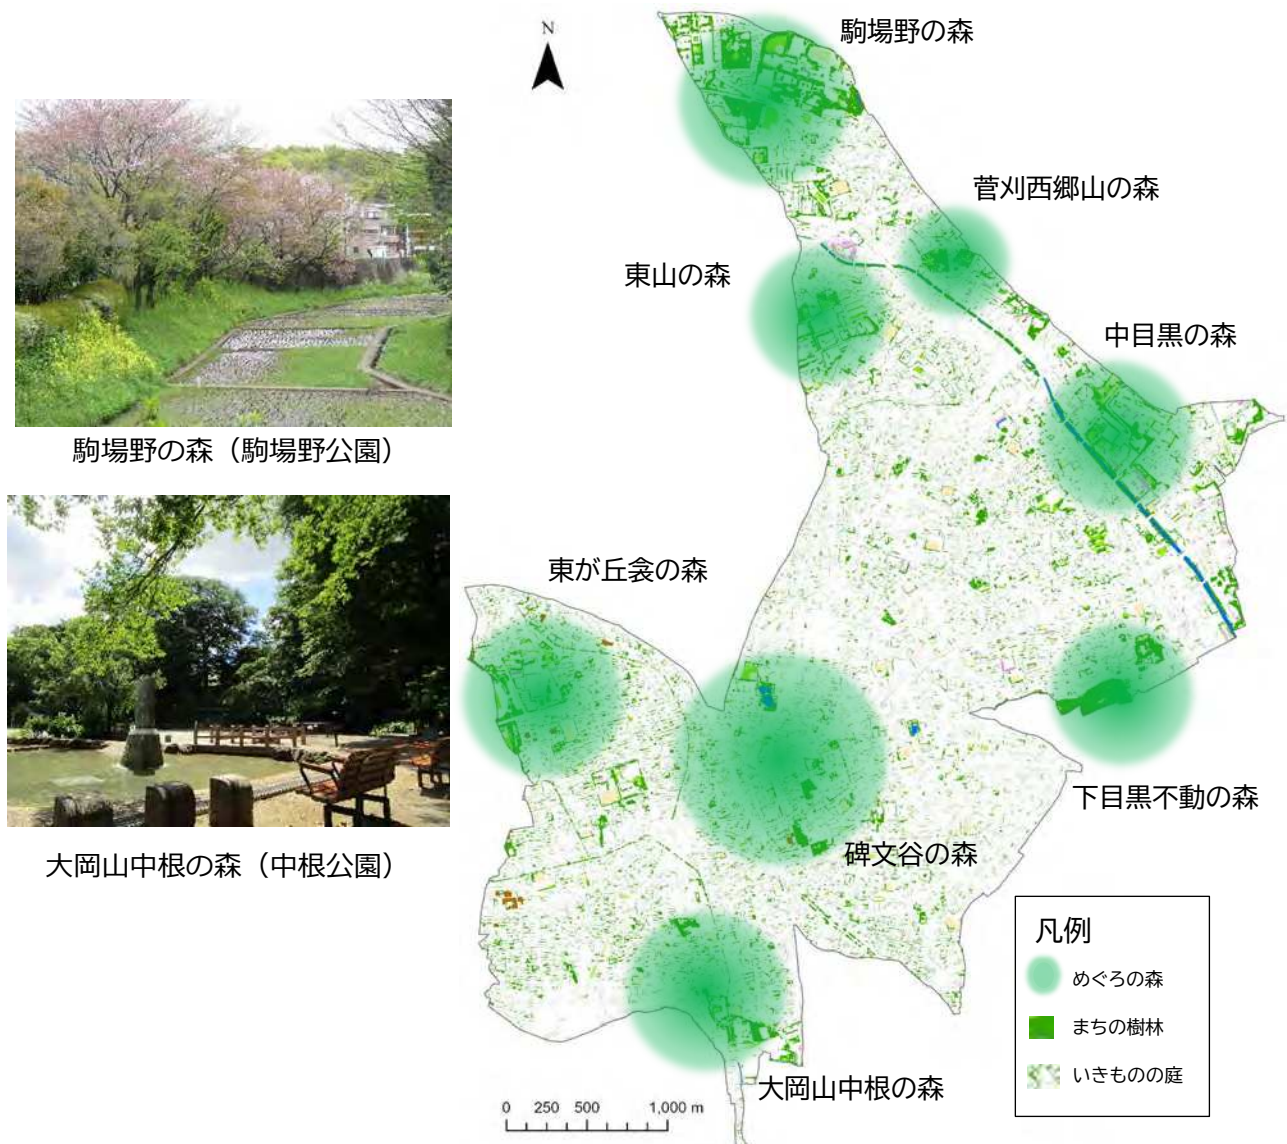 N
駒場野の森
菅刈西郷山の森
東山の森
中目黒の森
駒場野の森（駒場野公園）
東が丘衾の森
下目黒不動の森
碑文谷の森
大岡山中根の森（中根公園）
大岡山中根の森
凡例
めぐろの森
まちの樹林
いきものの庭
0 250 500 1,000 m